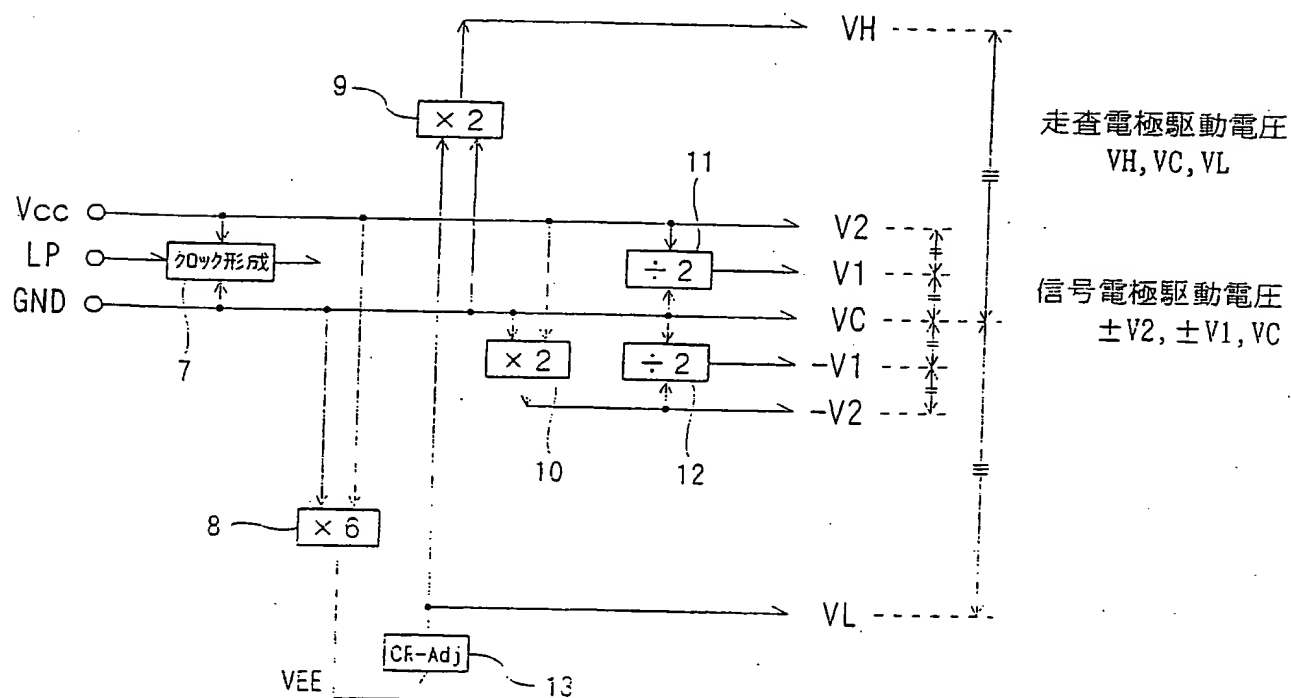 VH
9
× 2
走査電極駆動電圧
VH, VC, VL
11
Vcc
V2
LP
クロック形成
÷ 2
V1
GND
VC
信号電極駆動電圧
±V2, ±V1, VC
7
× 2
÷ 2
-V1
-V2
10
12
8
× 6
VL
CR-Adj
VEE
13